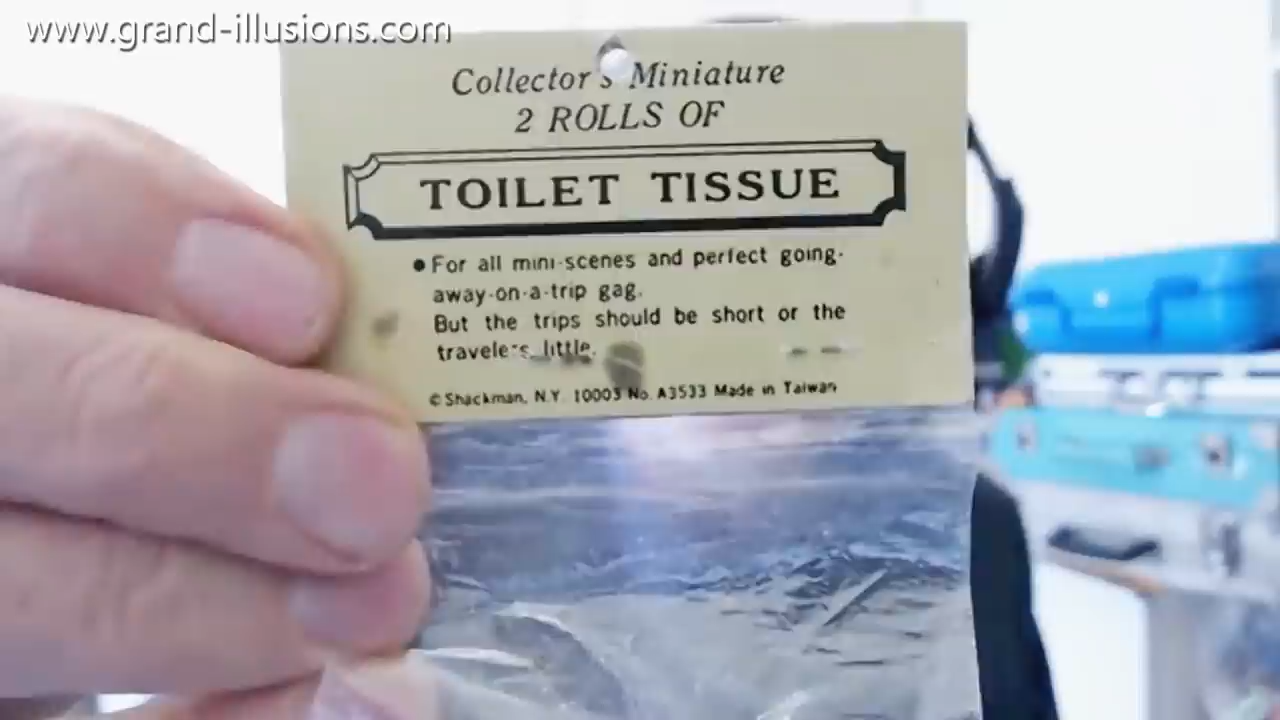 www.grand-illusions.com
Collector's Miniature
2 ROLLS OF
TOILET TISSUE
• For all mini-scenes and perfect going-
away-on-a-trip gag.
But the trips should be short or the
travelers little.
© Shackman, N.Y. 10003 No. A3533 Made in Taiwan